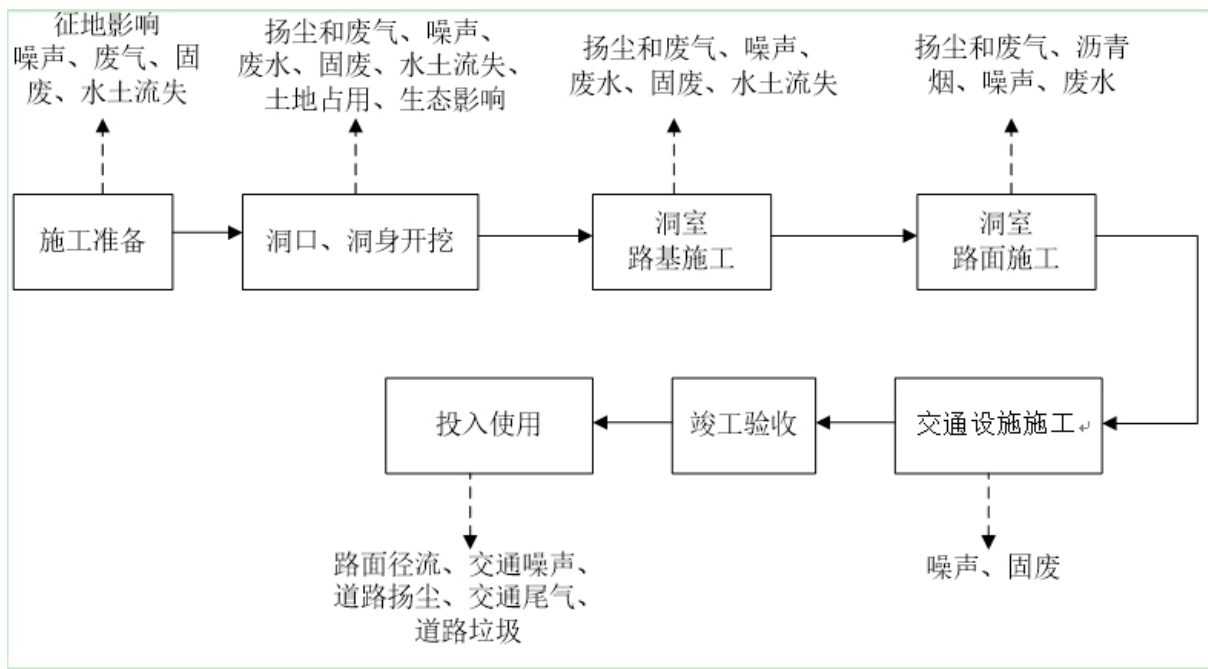 征地影响
噪声、废气、固
废、水土流失
扬尘和废气、噪声、
废水、固废、水土流失、
土地占用、生态影响
扬尘和废气、噪声、
废水、固废、水土流失
扬尘和废气、沥青
烟、噪声、废水
施工准备
洞口、洞身开挖
洞室
路基施工
洞室
路面施工
投入使用
竣工验收
交通设施施工
路面径流、交通噪声、
道路扬尘、交通尾气、
道路垃圾
噪声、固废